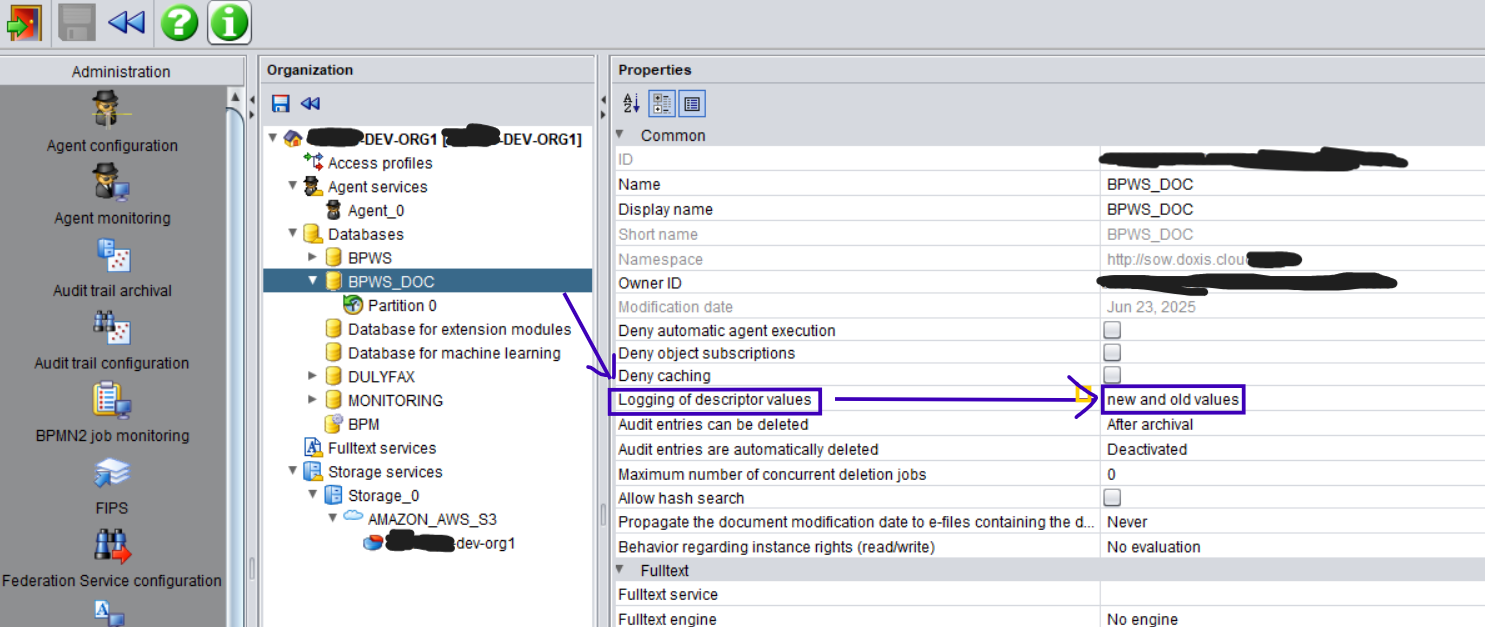 Administration
Agent configuration
Agent monitoring
Audit trail archival
Audit trail configuration
BPMN2 job monitoring
FIPS
Federation Service configuration
Organization
-DEV-ORG1 [ -DEV-ORG1]
Access profiles
Agent services
Agent_0
Databases
BPWS
BPWS_DOC
Partition 0
Database for extension modules
Database for machine learning
DULYFAX
MONITORING
BPM
Fulltext services
Storage services
Storage_0
AMAZON_AWS_S3
-dev-org1
Properties
Common
ID
Name BPWS_DOC
Display name BPWS_DOC
Short name BPWS_DOC
Namespace http://sow.doxis.clou
Owner ID
Modification date Jun 23, 2025
Deny automatic agent execution
Deny object subscriptions
Deny caching
Logging of descriptor values new and old values
Audit entries can be deleted After archival
Audit entries are automatically deleted Deactivated
Maximum number of concurrent deletion jobs 0
Allow hash search
Propagate the document modification date to e-files containing the d... Never
Behavior regarding instance rights (read/write) No evaluation
Fulltext
Fulltext service
Fulltext engine No engine